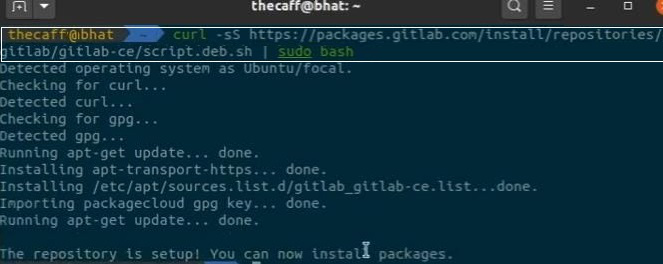 thecaff@bhat: ~
thecaff@bhat ~ curl -sS https://packages.gitlab.com/install/repositories/
gitlab/gitlab-ce/script.deb.sh | sudo bash
Detected operating system as Ubuntu/focal.
Checking for curl...
Detected curl...
Checking for gpg...
Detected gpg...
Running apt-get update... done.
Installing apt-transport-https... done.
Installing /etc/apt/sources.list.d/gitlab_gitlab-ce.list...done.
Importing packagecloud gpg key... done.
Running apt-get update... done.
The repository is setup! You can now install packages.